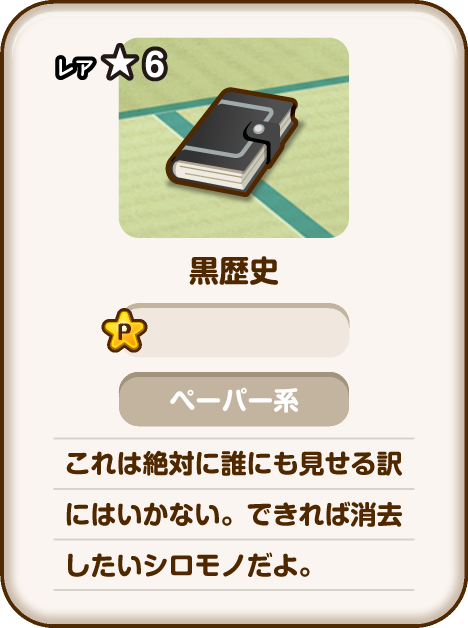 レア★6
黒歴史
P
ペーパー系
これは絶対に誰にも見せる訳
にはいかない。できれば消去
したいシロモノだよ。